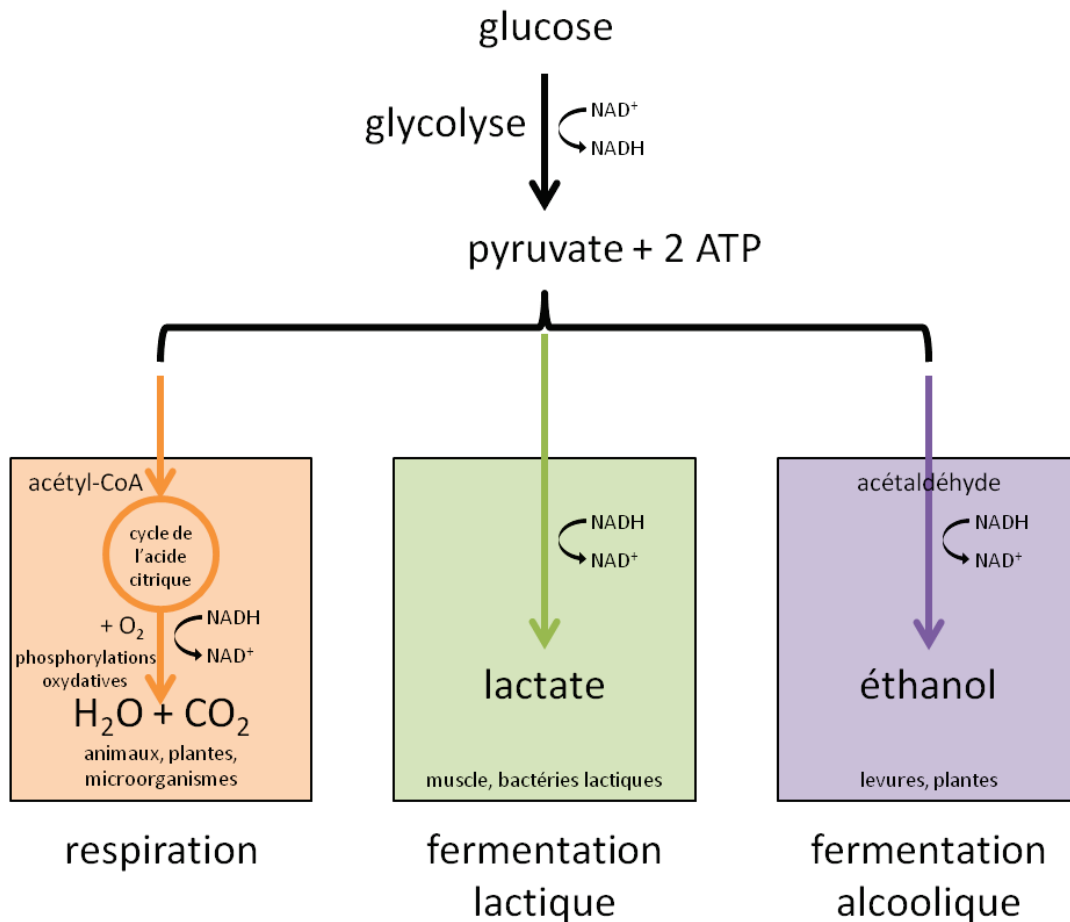 glucose
glycolyse
NAD⁺
NADH
pyruvate + 2 ATP
acétyl-CoA
cycle de
l'acide
citrique
+ O₂
NADH
NAD⁺
phosphorylations
oxydatives
H₂O + CO₂
animaux, plantes,
microorganismes
respiration
NADH
NAD⁺
lactate
muscle, bactéries lactiques
fermentation
lactique
acétaldéhyde
NADH
NAD⁺
éthanol
levures, plantes
fermentation
alcoolique